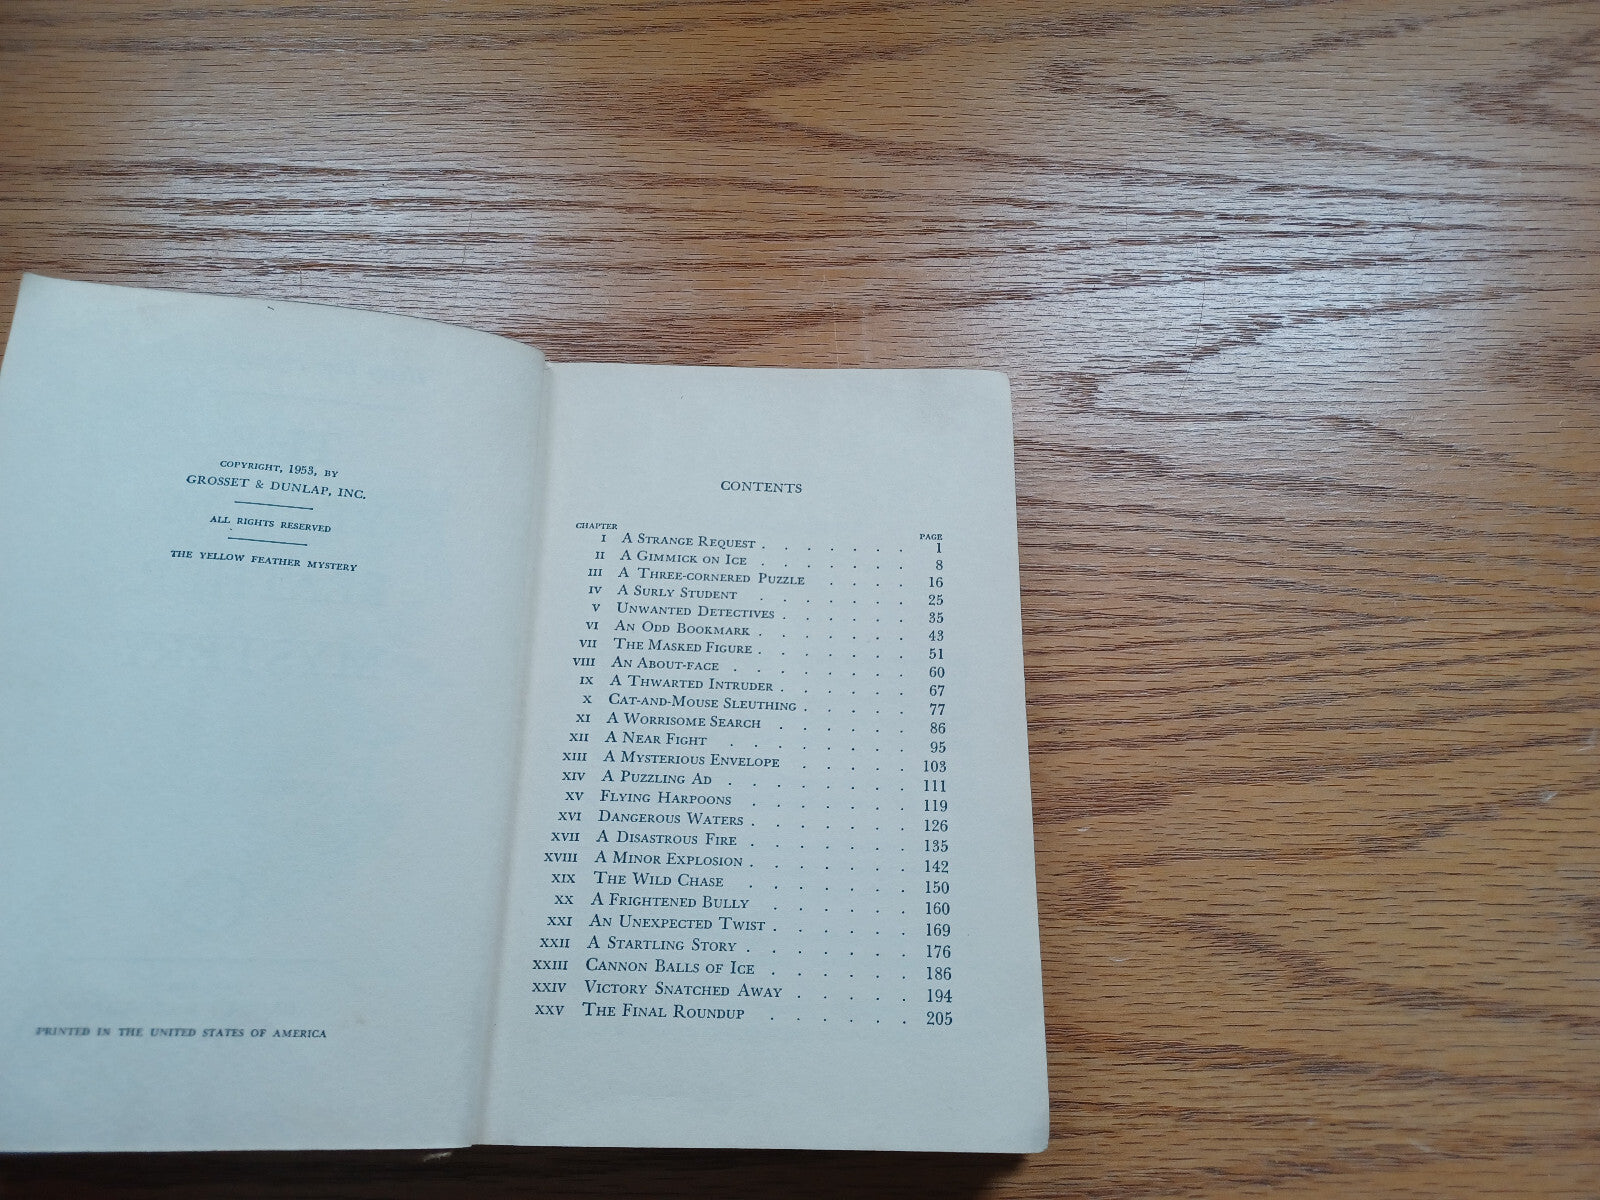 COPYRIGHT, 1953, BY
GROSSET & DUNLAP, INC.
ALL RIGHTS RESERVED
THE YELLOW FEATHER MYSTERY
PRINTED IN THE UNITED STATES OF AMERICA
CONTENTS
CHAPTER PAGE
I A STRANGE REQUEST . . . . . . . 1
II A GIMMICK ON ICE . . . . . . . 8
III A THREE-CORNERED PUZZLE . . . . 16
IV A SURLY STUDENT . . . . . . . 25
V UNWANTED DETECTIVES . . . . . . 35
VI AN ODD BOOKMARK . . . . . . . 43
VII THE MASKED FIGURE . . . . . . . 51
VIII AN ABOUT-FACE . . . . . . . . 60
IX A THWARTED INTRUDER . . . . . . 67
X CAT-AND-MOUSE SLEUTHING . . . . . 77
XI A WORRISOME SEARCH . . . . . . 86
XII A NEAR FIGHT . . . . . . . . 95
XIII A MYSTERIOUS ENVELOPE . . . . . 103
XIV A PUZZLING AD . . . . . . . . 111
XV FLYING HARPOONS . . . . . . . 119
XVI DANGEROUS WATERS . . . . . . . 126
XVII A DISASTROUS FIRE . . . . . . . 135
XVIII A MINOR EXPLOSION . . . . . . . 142
XIX THE WILD CHASE . . . . . . . 150
XX A FRIGHTENED BULLY . . . . . . 160
XXI AN UNEXPECTED TWIST . . . . . . 169
XXII A STARTLING STORY . . . . . . . 176
XXIII CANNON BALLS OF ICE . . . . . . 186
XXIV VICTORY SNATCHED AWAY . . . . . 194
XXV THE FINAL ROUNDUP . . . . . . 205